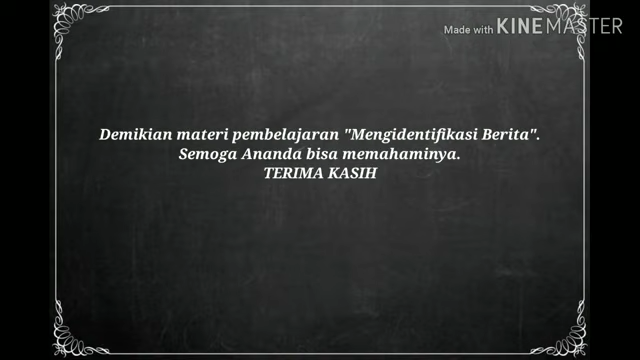 Made with KINEMASTER
Demikian materi pembelajaran "Mengidentifikasi Berita".
Semoga Ananda bisa memahaminya.
TERIMA KASIH